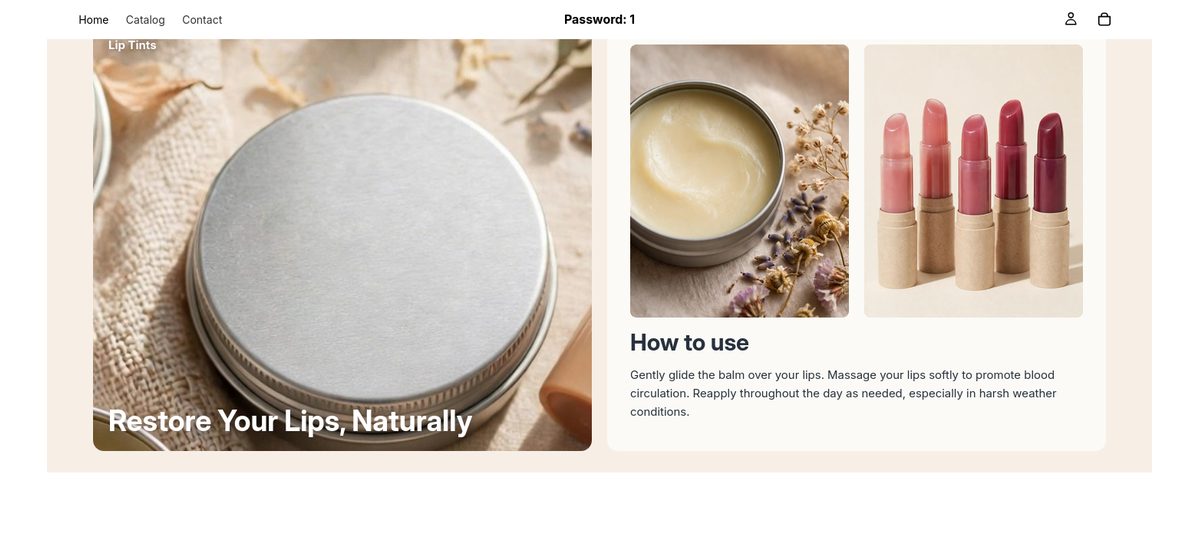 Home Catalog Contact
Password: 1
Lip Tints
Restore Your Lips, Naturally
How to use
Gently glide the balm over your lips. Massage your lips softly to promote blood
circulation. Reapply throughout the day as needed, especially in harsh weather
conditions.